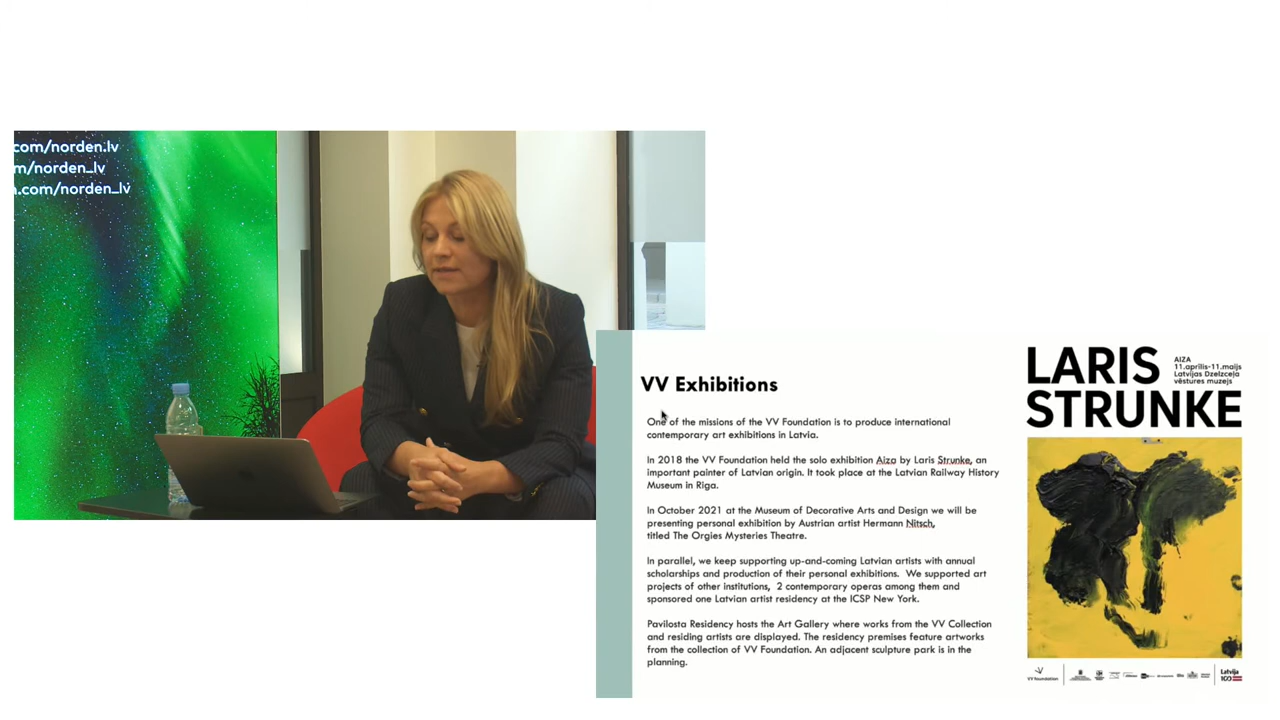 com/norden.lv
m/norden_lv
n.com/norden_lv
VV Exhibitions
One of the missions of the VV Foundation is to produce international
contemporary art exhibitions in Latvia.
In 2018 the VV Foundation held the solo exhibition Aiza by Laris Strunke, an
important painter of Latvian origin. It took place at the Latvian Railway History
Museum in Riga.
In October 2021 at the Museum of Decorative Arts and Design we will be
presenting personal exhibition by Austrian artist Hermann Nitsch,
titled The Orgies Mysteries Theatre.
In parallel, we keep supporting up-and-coming Latvian artists with annual
scholarships and production of their personal exhibitions. We supported art
projects of other institutions, 2 contemporary operas among them and
sponsored one Latvian artist residency at the ICSP New York.
Pavilosta Residency hosts the Art Gallery where works from the VV Collection
and residing artists are displayed. The residency premises feature artworks
from the collection of VV Foundation. An adjacent sculpture park is in the
planning.
LARIS
STRUNKE
AIZA
11.aprīlis-11.maijs
Latvijas Dzelzceļa
vēstures muzejs
VV Foundation
Latvija
100